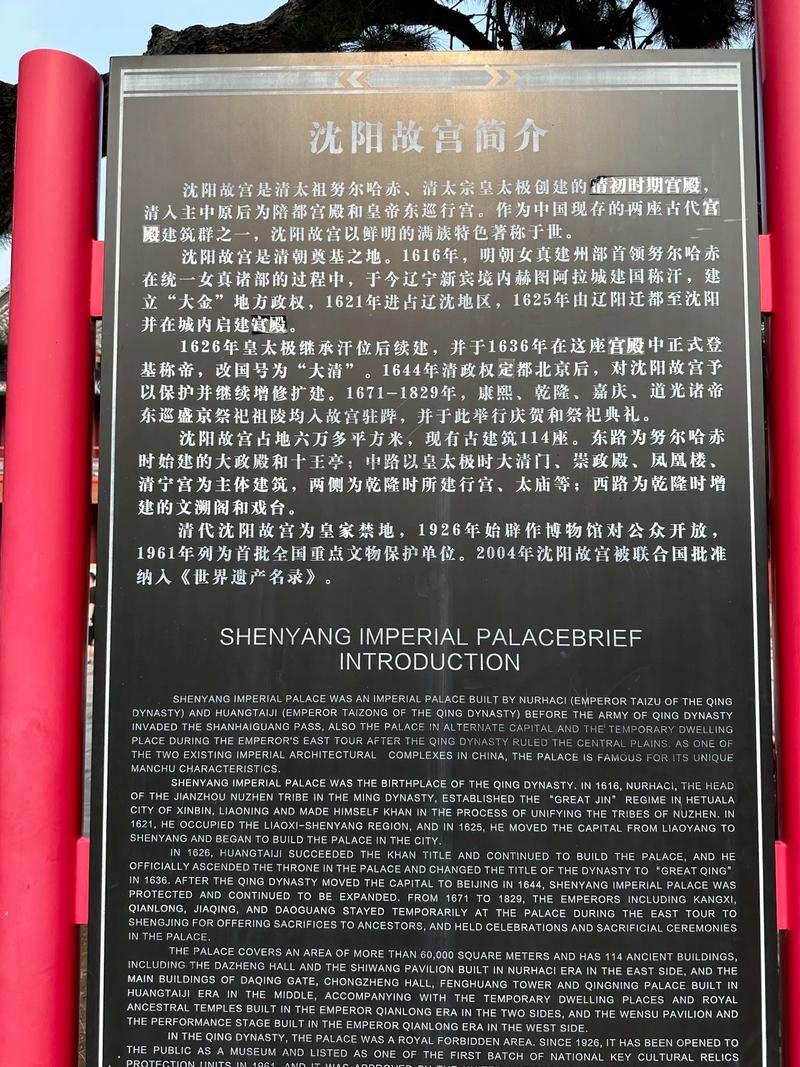 沈阳故宫简介
沈阳故宫是清太祖努尔哈赤、清太宗皇太极创建的清初时期宫殿，
清入主中原后为陪都宫殿和皇帝东巡行宫。作为中国现存的两座古代宫
殿建筑群之一，沈阳故宫以鲜明的满族特色著称于世。
沈阳故宫是清朝奠基之地。1616年，明朝女真建州部首领努尔哈赤
在统一女真诸部的过程中，于今辽宁新宾境内赫图阿拉城建国称汗，建
立“大金”地方政权，1621年进占辽沈地区，1625年由辽阳迁都至沈阳
并在城内启建宫殿。
1626年皇太极继承汗位后续建，并于1636年在这座宫殿中正式登
基称帝，改国号为“大清”。1644年清政权定都北京后，对沈阳故宫予
以保护并继续增修扩建。1671-1829年，康熙、乾隆、嘉庆、道光诸帝
东巡盛京祭祀祖陵均入故宫驻跸，并于此举行庆贺和祭祀典礼。
沈阳故宫占地六万多平方米，现有古建筑114座。东路为努尔哈赤
时始建的大政殿和十王亭；中路以皇太极时大清门、崇政殿、凤凰楼、
清宁宫为主体建筑，两侧为乾隆时所建行宫、太庙等；西路为乾隆时增
建的文溯阁和戏台。
清代沈阳故宫为皇家禁地，1926年始辟作博物馆对公众开放，
1961年列为首批全国重点文物保护单位。2004年沈阳故宫被联合国批准
纳入《世界遗产名录》。
SHENYANG IMPERIAL PALACEBRIEF
INTRODUCTION
SHENYANG IMPERIAL PALACE WAS AN IMPERIAL PALACE BUILT BY NURHACI (EMPEROR TAIZU OF THE QING
DYNASTY) AND HUANGTAIJI (EMPEROR TAIZONG OF THE QING DYNASTY) BEFORE THE ARMY OF QING DYNASTY
INVADED THE SHANHAIGUANG PASS, ALSO THE PALACE IN ALTERNATE CAPITAL AND THE TEMPORARY DWELLING
PLACE DURING THE EMPEROR'S EAST TOUR AFTER THE QING DYNASTY RULED THE CENTRAL PLAINS. AS ONE OF
THE TWO EXISTING IMPERIAL ARCHITECTURAL COMPLEXES IN CHINA, THE PALACE IS FAMOUS FOR ITS UNIQUE
MANCHU CHARACTERISTICS.
SHENYANG IMPERIAL PALACE WAS THE BIRTHPLACE OF THE QING DYNASTY. IN 1616, NURHACI, THE HEAD
OF THE JIANZHOU NUZHEN TRIBE IN THE MING DYNASTY, ESTABLISHED THE "GREAT JIN" REGIME IN HETUALA
CITY OF XINBIN, LIAONING AND MADE HIMSELF KHAN IN THE PROCESS OF UNIFYING THE TRIBES OF NUZHEN. IN
1621, HE OCCUPIED THE LIAOXI-SHENYANG REGION, AND IN 1625, HE MOVED THE CAPITAL FROM LIAOYANG TO
SHENYANG AND BEGAN TO BUILD THE PALACE IN THE CITY.
IN 1626, HUANGTAIJI SUCCEEDED THE KHAN TITLE AND CONTINUED TO BUILD THE PALACE, AND HE
OFFICIALLY ASCENDED THE THRONE IN THE PALACE AND CHANGED THE TITLE OF THE DYNASTY TO "GREAT QING"
IN 1636. AFTER THE QING DYNASTY MOVED THE CAPITAL TO BEIJING IN 1644, SHENYANG IMPERIAL PALACE WAS
PROTECTED AND CONTINUED TO BE EXPANDED. FROM 1671 TO 1829, THE EMPERORS INCLUDING KANGXI,
QIANLONG, JIAQING, AND DAOGUANG STAYED TEMPORARILY AT THE PALACE DURING THE EAST TOUR TO
SHENGJING FOR OFFERING SACRIFICES TO ANCESTORS, AND HELD CELEBRATIONS AND SACRIFICIAL CEREMONIES
IN THE PALACE.
THE PALACE COVERS AN AREA OF MORE THAN 60,000 SQUARE METERS AND HAS 114 ANCIENT BUILDINGS,
INCLUDING THE DAZHENG HALL AND THE SHIWANG PAVILION BUILT IN NURHACI ERA IN THE EAST SIDE, AND THE
MAIN BUILDINGS OF DAQING GATE, CHONGZHENG HALL, FENGHUANG TOWER AND QINGNING PALACE BUILT IN
HUANGTAIJI ERA IN THE MIDDLE, ACCOMPANYING WITH THE TEMPORARY DWELLING PLACES AND ROYAL
ANCESTRAL TEMPLES BUILT IN THE EMPEROR QIANLONG ERA IN THE TWO SIDES, AND THE WENSU PAVILION AND
THE PERFORMANCE STAGE BUILT IN THE EMPEROR QIANLONG ERA IN THE WEST SIDE.
IN THE QING DYNASTY, THE PALACE WAS A ROYAL FORBIDDEN AREA. SINCE 1926, IT HAS BEEN OPENED TO
THE PUBLIC AS A MUSEUM AND LISTED AS ONE OF THE FIRST BATCH OF NATIONAL KEY CULTURAL RELICS
PROTECTION UNITS IN 1961, AND IT WAS APPROVED BY THE